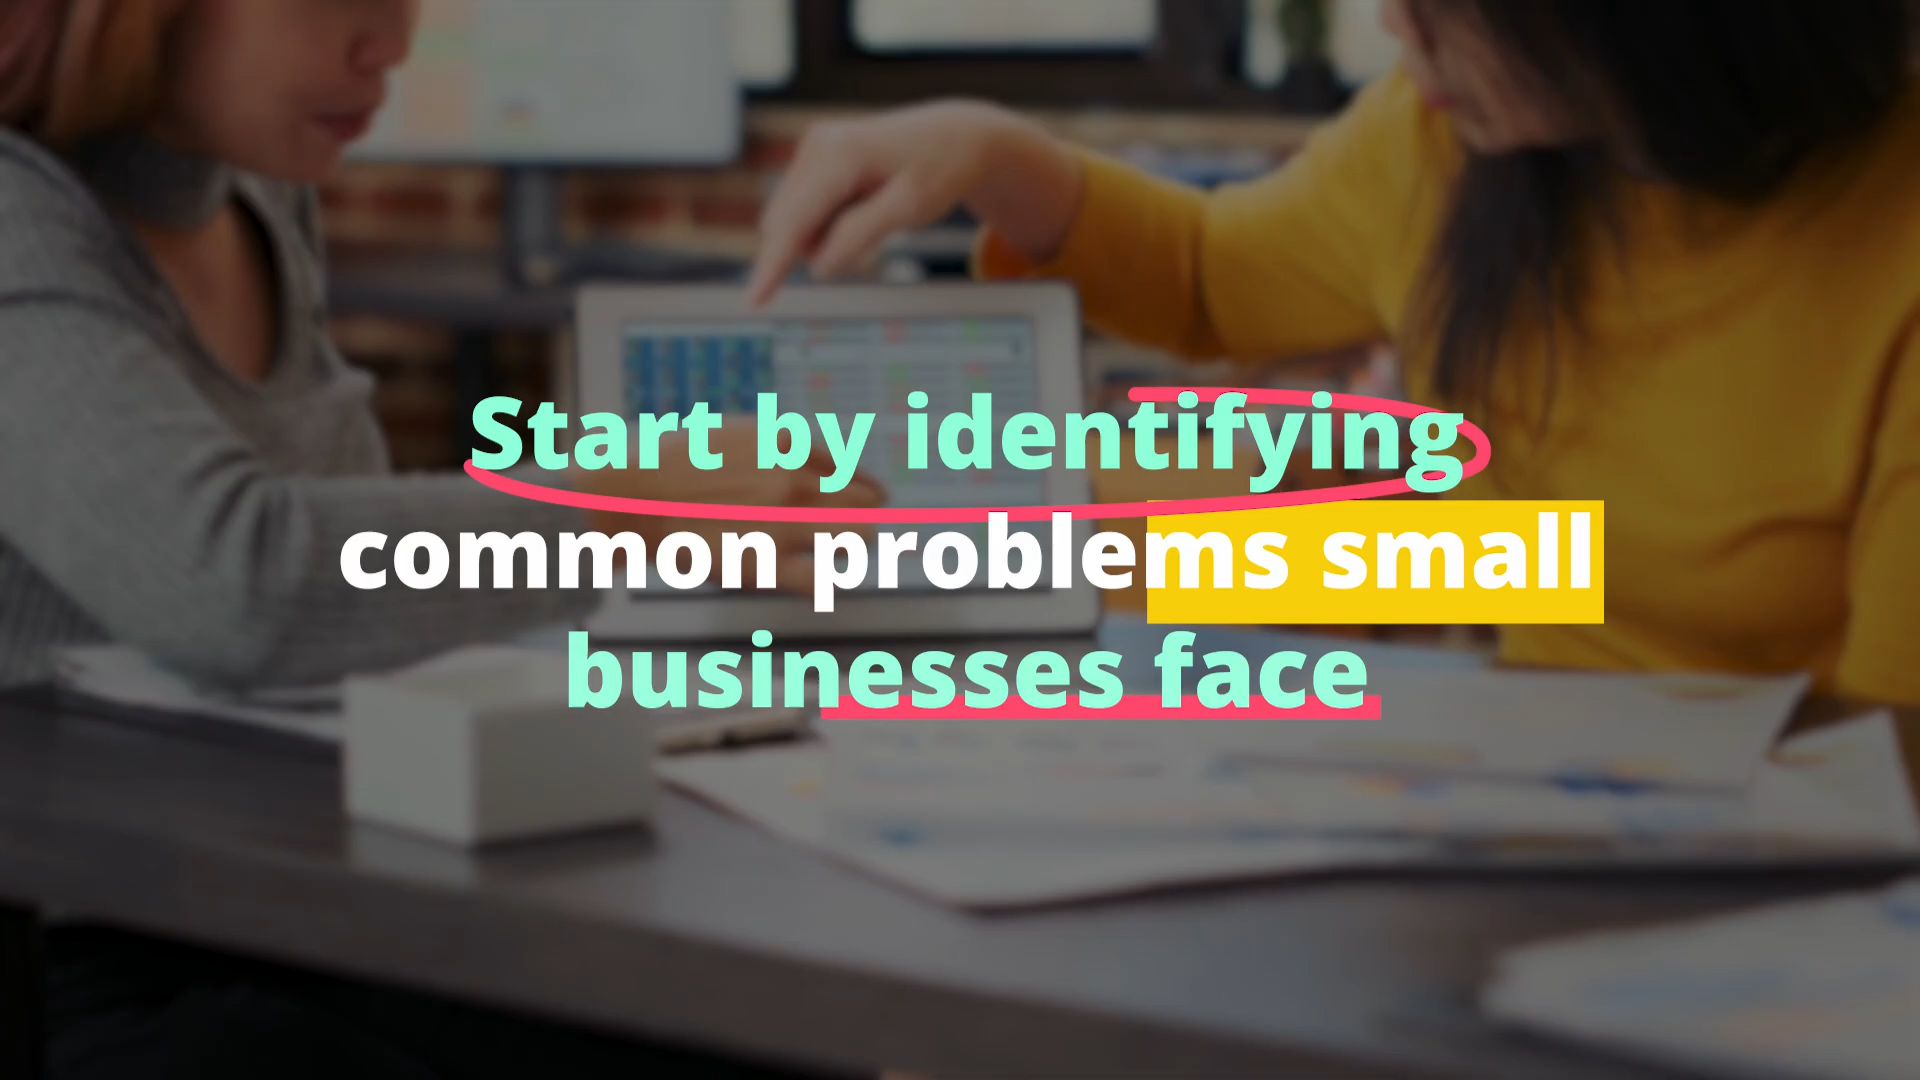 Start by identifying
common problems small
businesses face